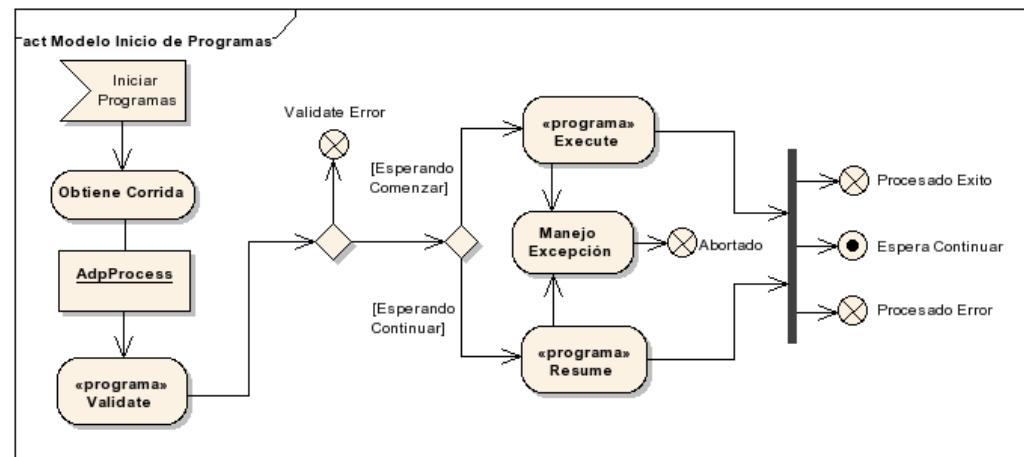 act Modelo Inicio de Programas
Iniciar
Programas
Obtiene Corrida
AdpProcess
«programa»
Validate
Validate Error
[Esperando
Comenzar]
[Esperando
Continuar]
«programa»
Execute
Manejo
Excepción
Abortado
«programa»
Resume
Procesado Exito
Espera Continuar
Procesado Error